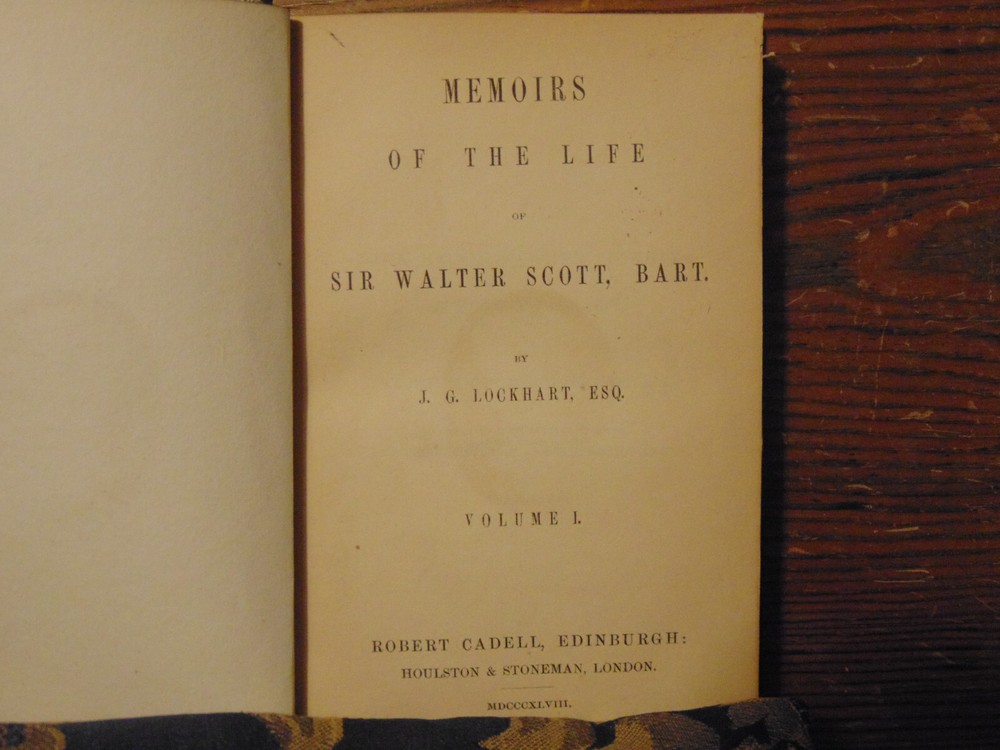 MEMOIRS
OF THE LIFE
OF
SIR WALTER SCOTT, BART.
BY
J. G. LOCKHART, ESQ.
VOLUME I.
ROBERT CADELL, EDINBURGH:
HOULSTON & STONEMAN, LONDON.
MDCCCXLVIII.